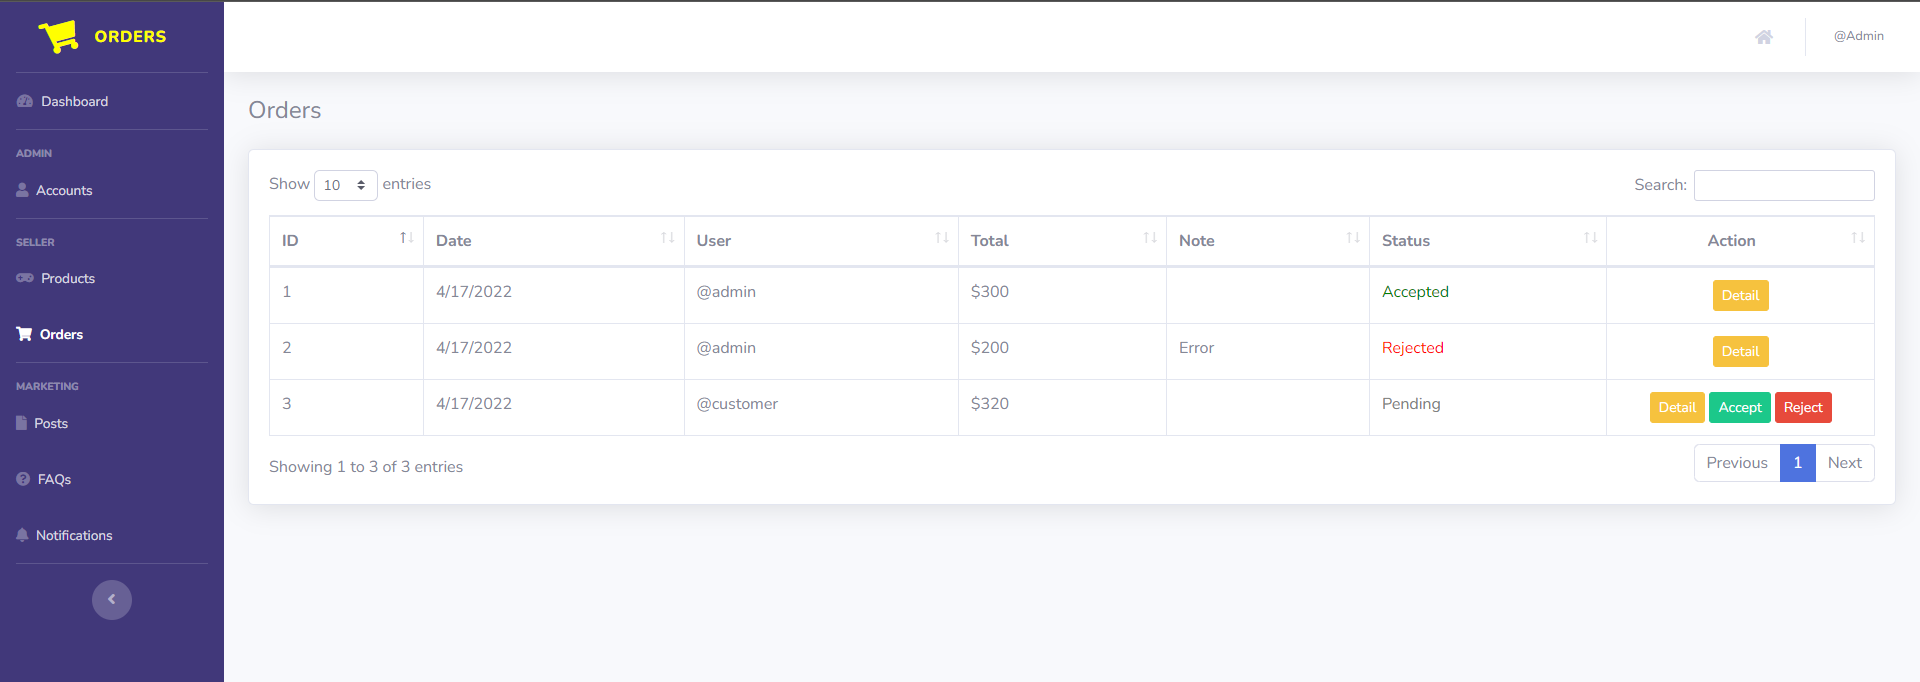 ORDERS
@Admin
Dashboard
ADMIN
Accounts
SELLER
Products
Orders
MARKETING
Posts
FAQs
Notifications
Orders
Show 10 entries
Search:
ID Date User Total Note Status Action
1 4/17/2022 @admin $300 Accepted Detail
2 4/17/2022 @admin $200 Error Rejected Detail
3 4/17/2022 @customer $320 Pending Detail Accept Reject
Showing 1 to 3 of 3 entries
Previous 1 Next